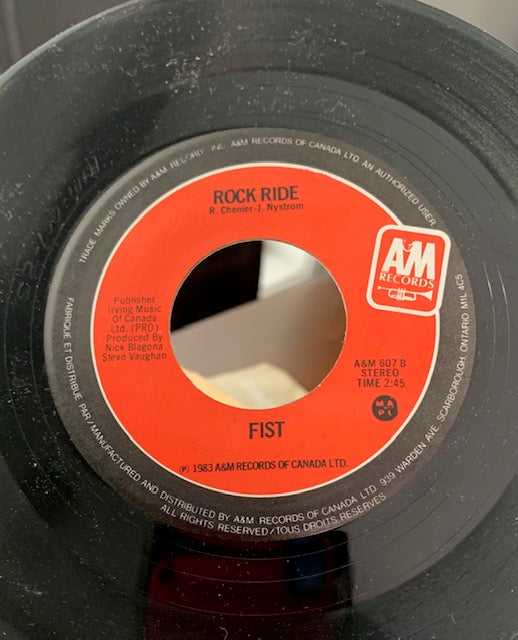 ROCK RIDE
R. Chenier-J. Nystrom
A&M
RECORDS
Publisher
Irving Music
Of Canada
Ltd. (PRO)
Produced By
Nick Blagona
Steve Vaughan
A&M 607 B
STEREO
TIME 2:45
M A
P L
FIST
Ⓟ 1983 A&M RECORDS OF CANADA LTD.
TRADE MARKS OWNED BY A&M RECORD INC. A&M RECORDS OF CANADA LTD. AN AUTHORIZED USER
FABRIQUE ET DISTRIBUE PAR / MANUFACTURED AND DISTRIBUTED BY A&M RECORDS OF CANADA LTD. 939 WARDEN AVE. SCARBOROUGH, ONTARIO M1L 4C5
ALL RIGHTS RESERVED / TOUS DROITS RESERVES